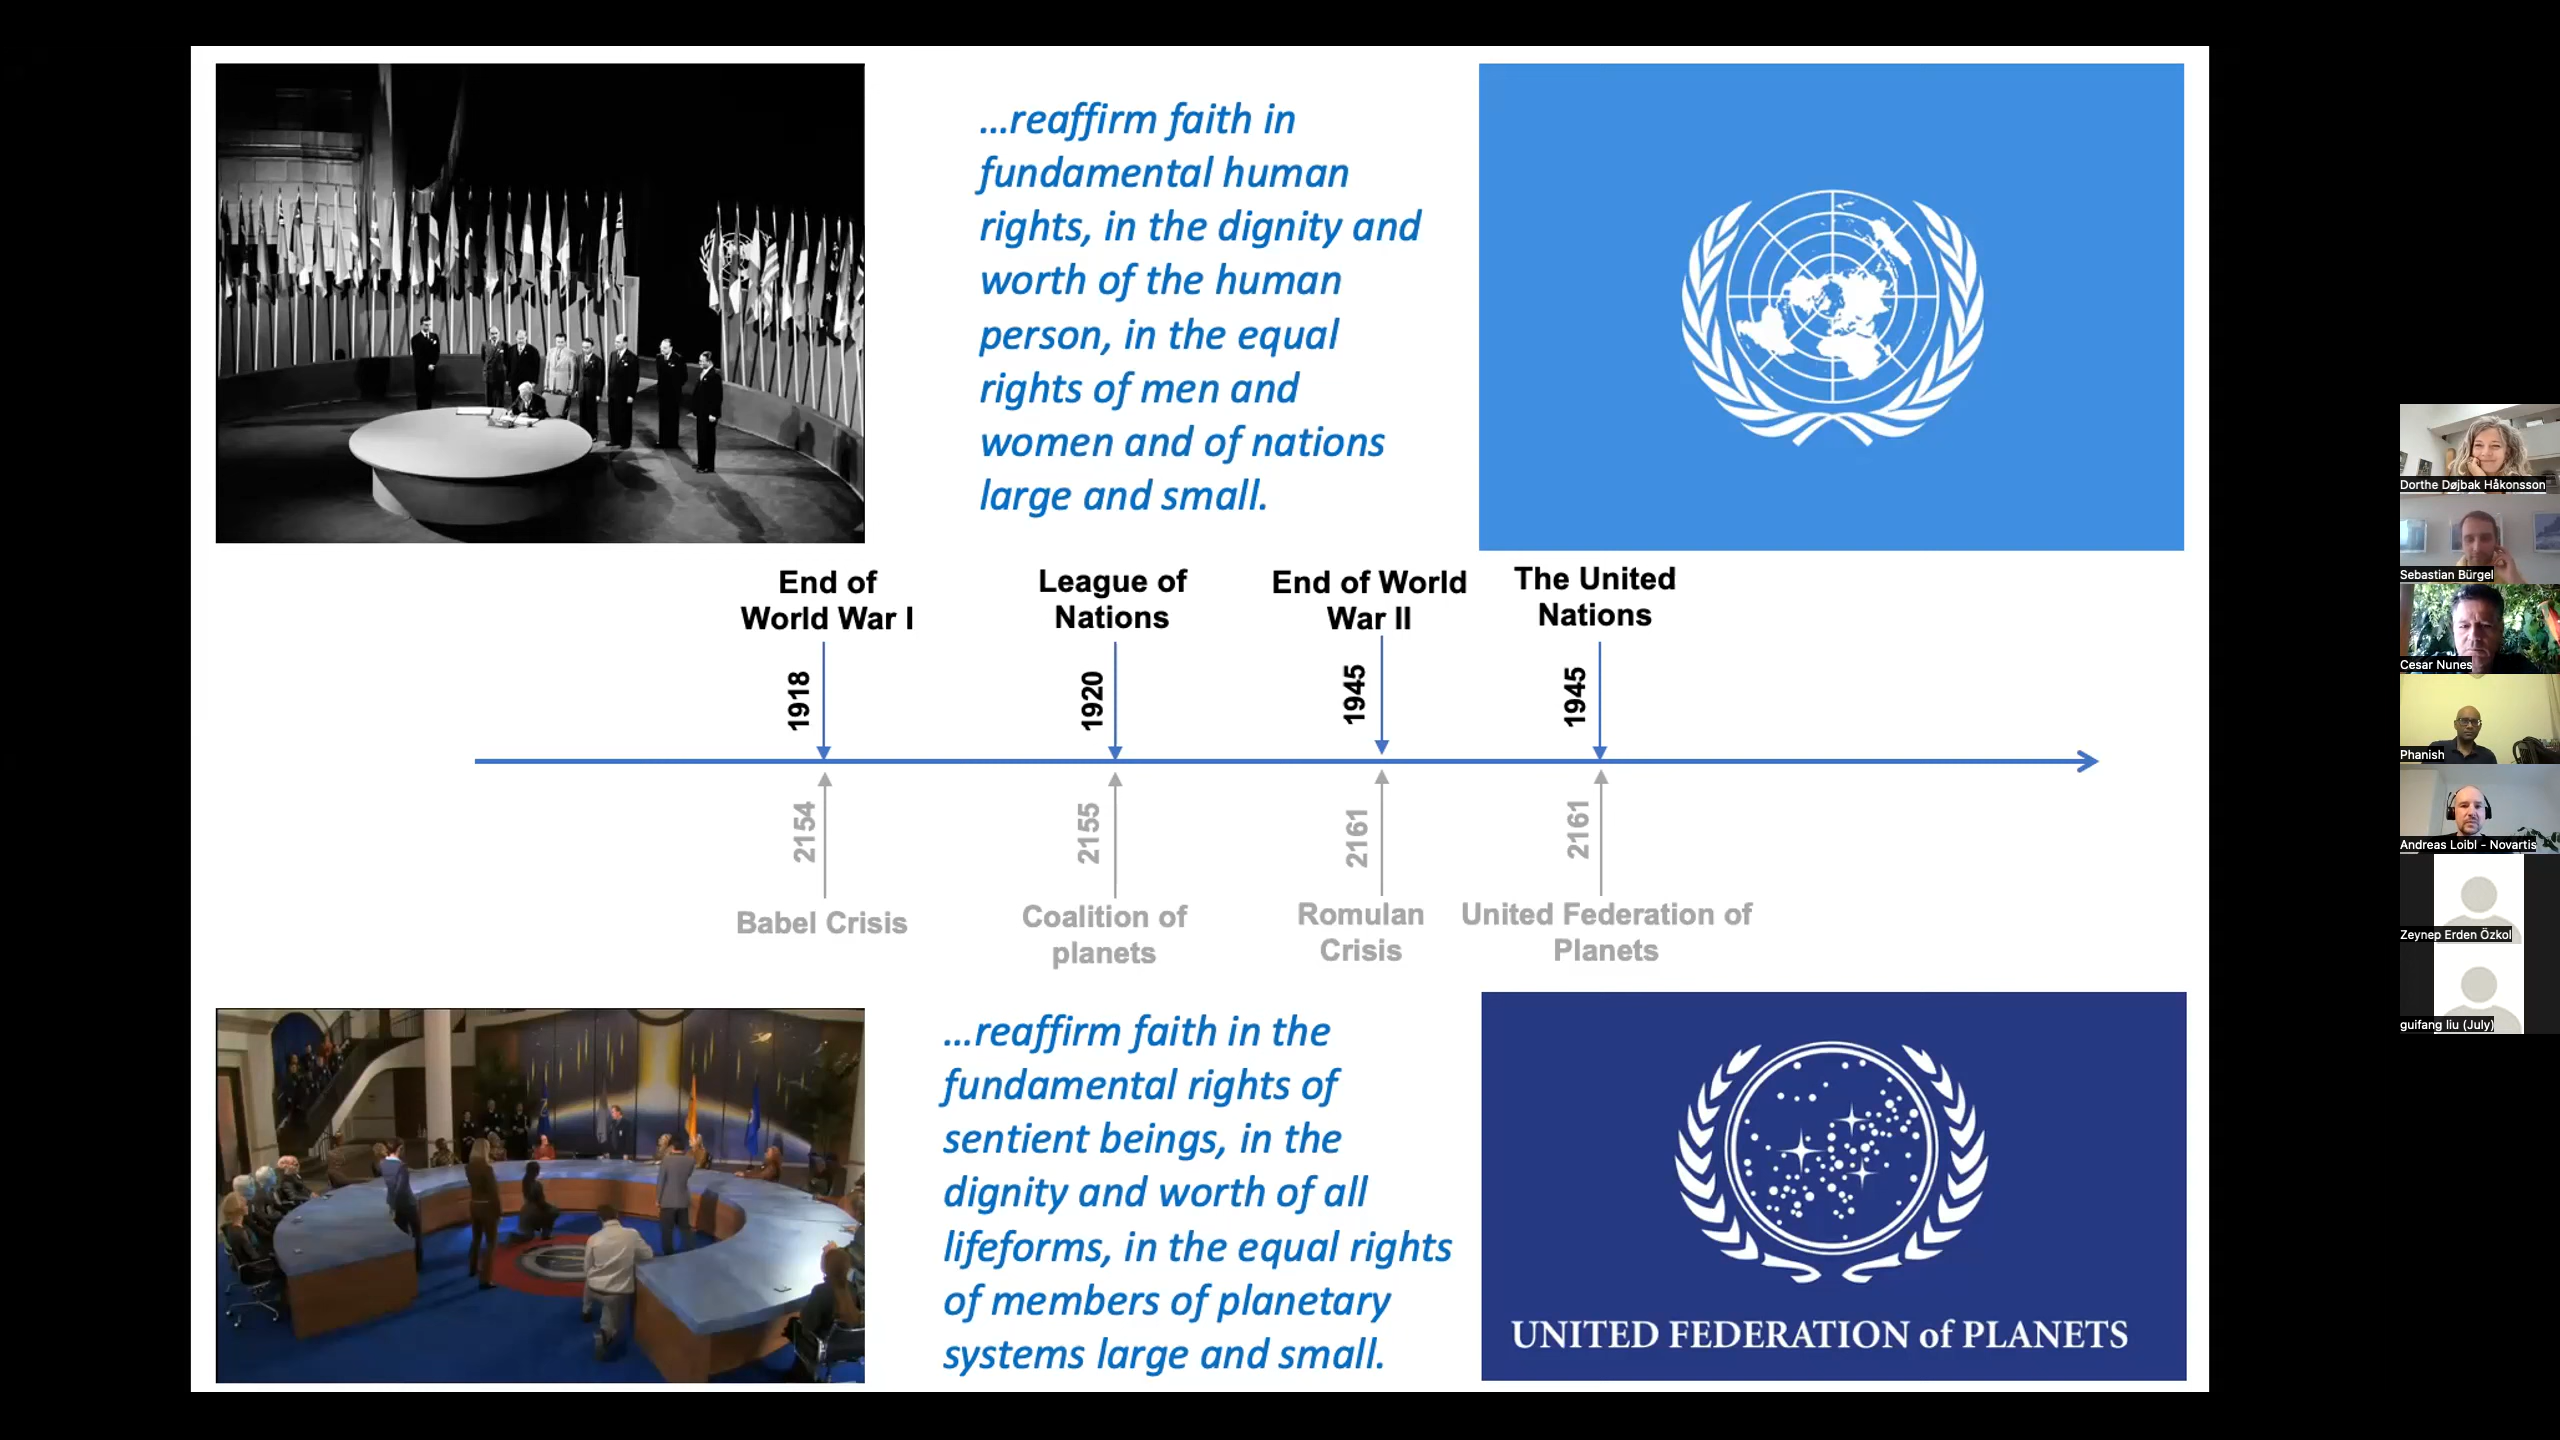 ...reaffirm faith in
fundamental human
rights, in the dignity and
worth of the human
person, in the equal
rights of men and
women and of nations
large and small.
End of
World War I
League of
Nations
End of World
War II
The United
Nations
1918
1920
1945
1945
2154
2155
2161
2161
Babel Crisis
Coalition of
planets
Romulan
Crisis
United Federation of
Planets
...reaffirm faith in the
fundamental rights of
sentient beings, in the
dignity and worth of all
lifeforms, in the equal rights
of members of planetary
systems large and small.
UNITED FEDERATION of PLANETS
Dorthe Døjbak Håkonsson
Sebastian Bürgel
Cesar Nunes
Phanish
Andreas Loibl - Novartis
Zeynep Erden Özkol
guifang liu (July)